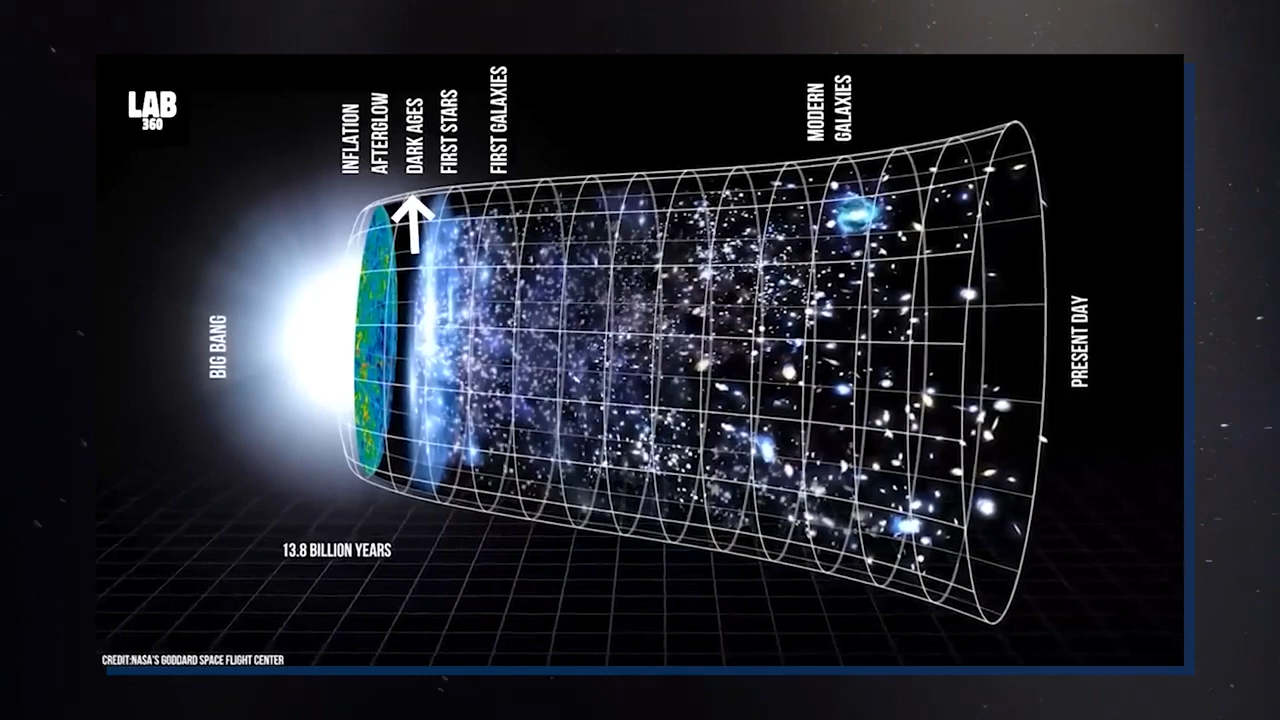 LAB
360
INFLATION
AFTERGLOW
DARK AGES
FIRST STARS
FIRST GALAXIES
MODERN
GALAXIES
BIG BANG
PRESENT DAY
13.8 BILLION YEARS
CREDIT:NASA'S GODDARD SPACE FLIGHT CENTER